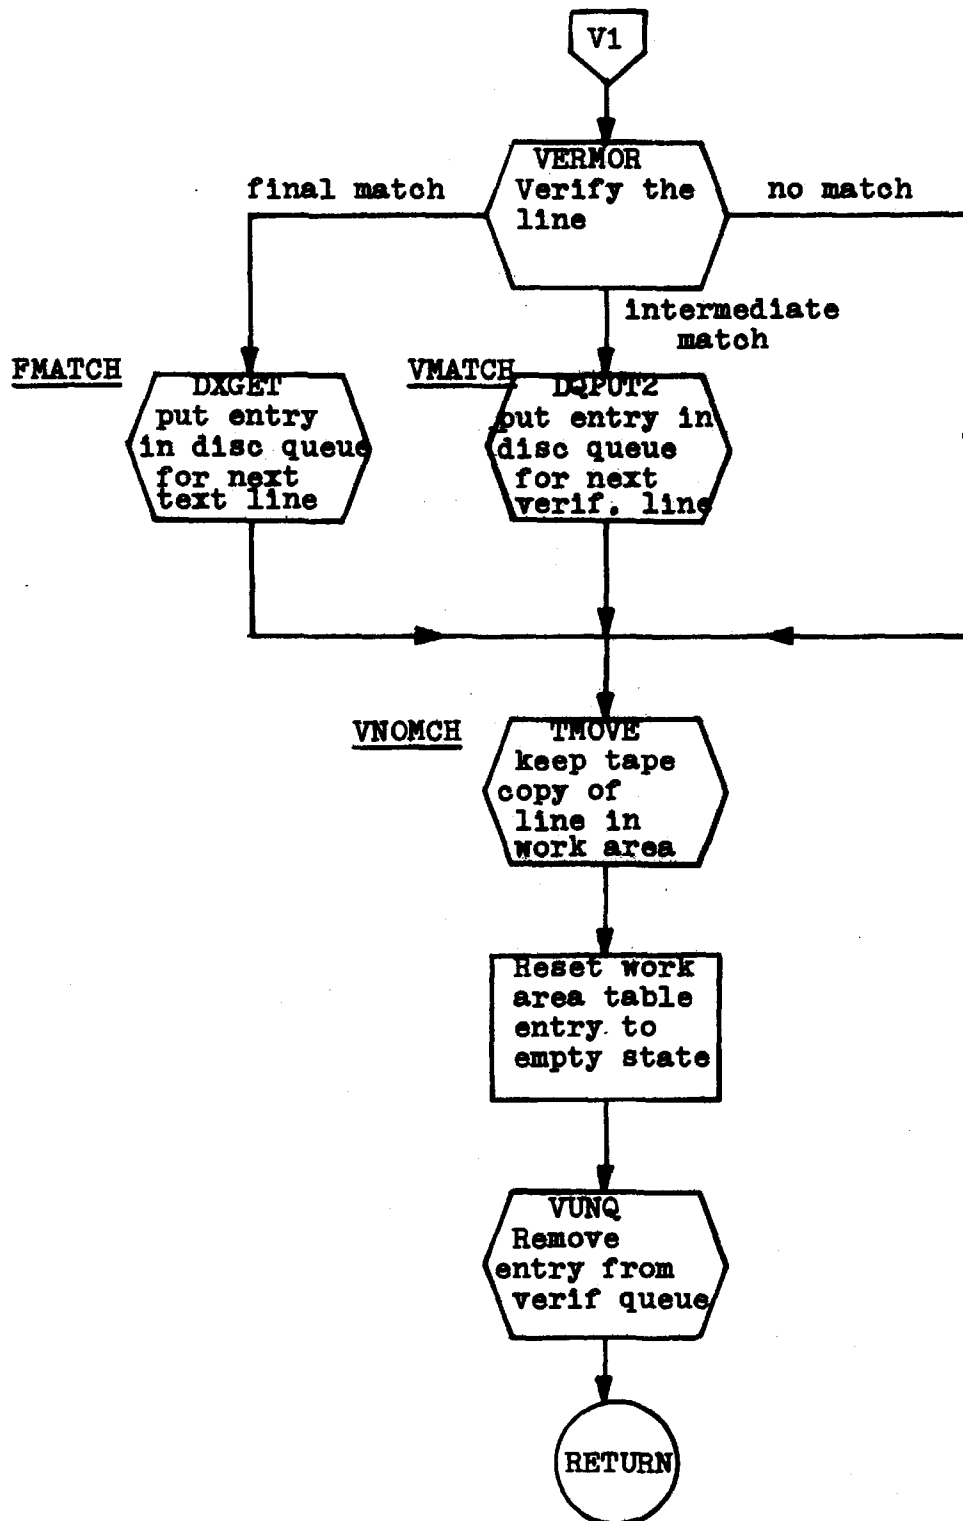 V1
VERMOR
Verify the
line
final match
no match
intermediate
match
FMATCH
DXGET
put entry
in disc queue
for next
text line
VMATCH
DQPUT2
put entry in
disc queue
for next
verif. line
VNOMCH
TMOVE
keep tape
copy of
line in
work area
Reset work
area table
entry to
empty state
VUNQ
Remove
entry from
verif queue
RETURN